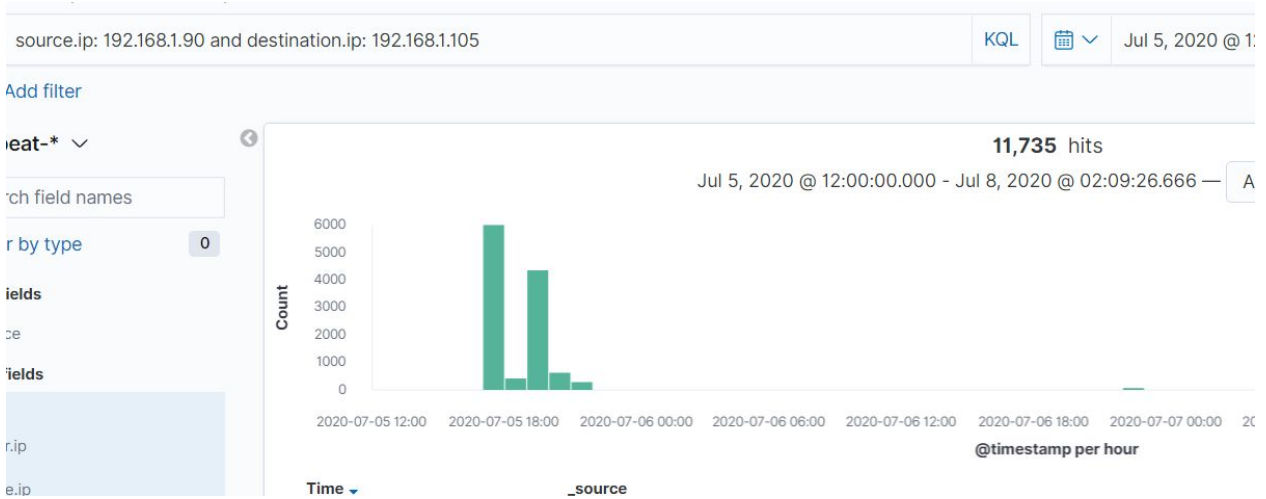 source.ip: 192.168.1.90 and destination.ip: 192.168.1.105
KQL
Jul 5, 2020 @ 1
Add filter
eat-*
11,735 hits
Jul 5, 2020 @ 12:00:00.000 - Jul 8, 2020 @ 02:09:26.666 — A
rch field names
r by type
0
ields
ce
ields
r.ip
e.ip
Count
6000
5000
4000
3000
2000
1000
0
2020-07-05 12:00 2020-07-05 18:00 2020-07-06 00:00 2020-07-06 06:00 2020-07-06 12:00 2020-07-06 18:00 2020-07-07 00:00 20
@timestamp per hour
Time _source